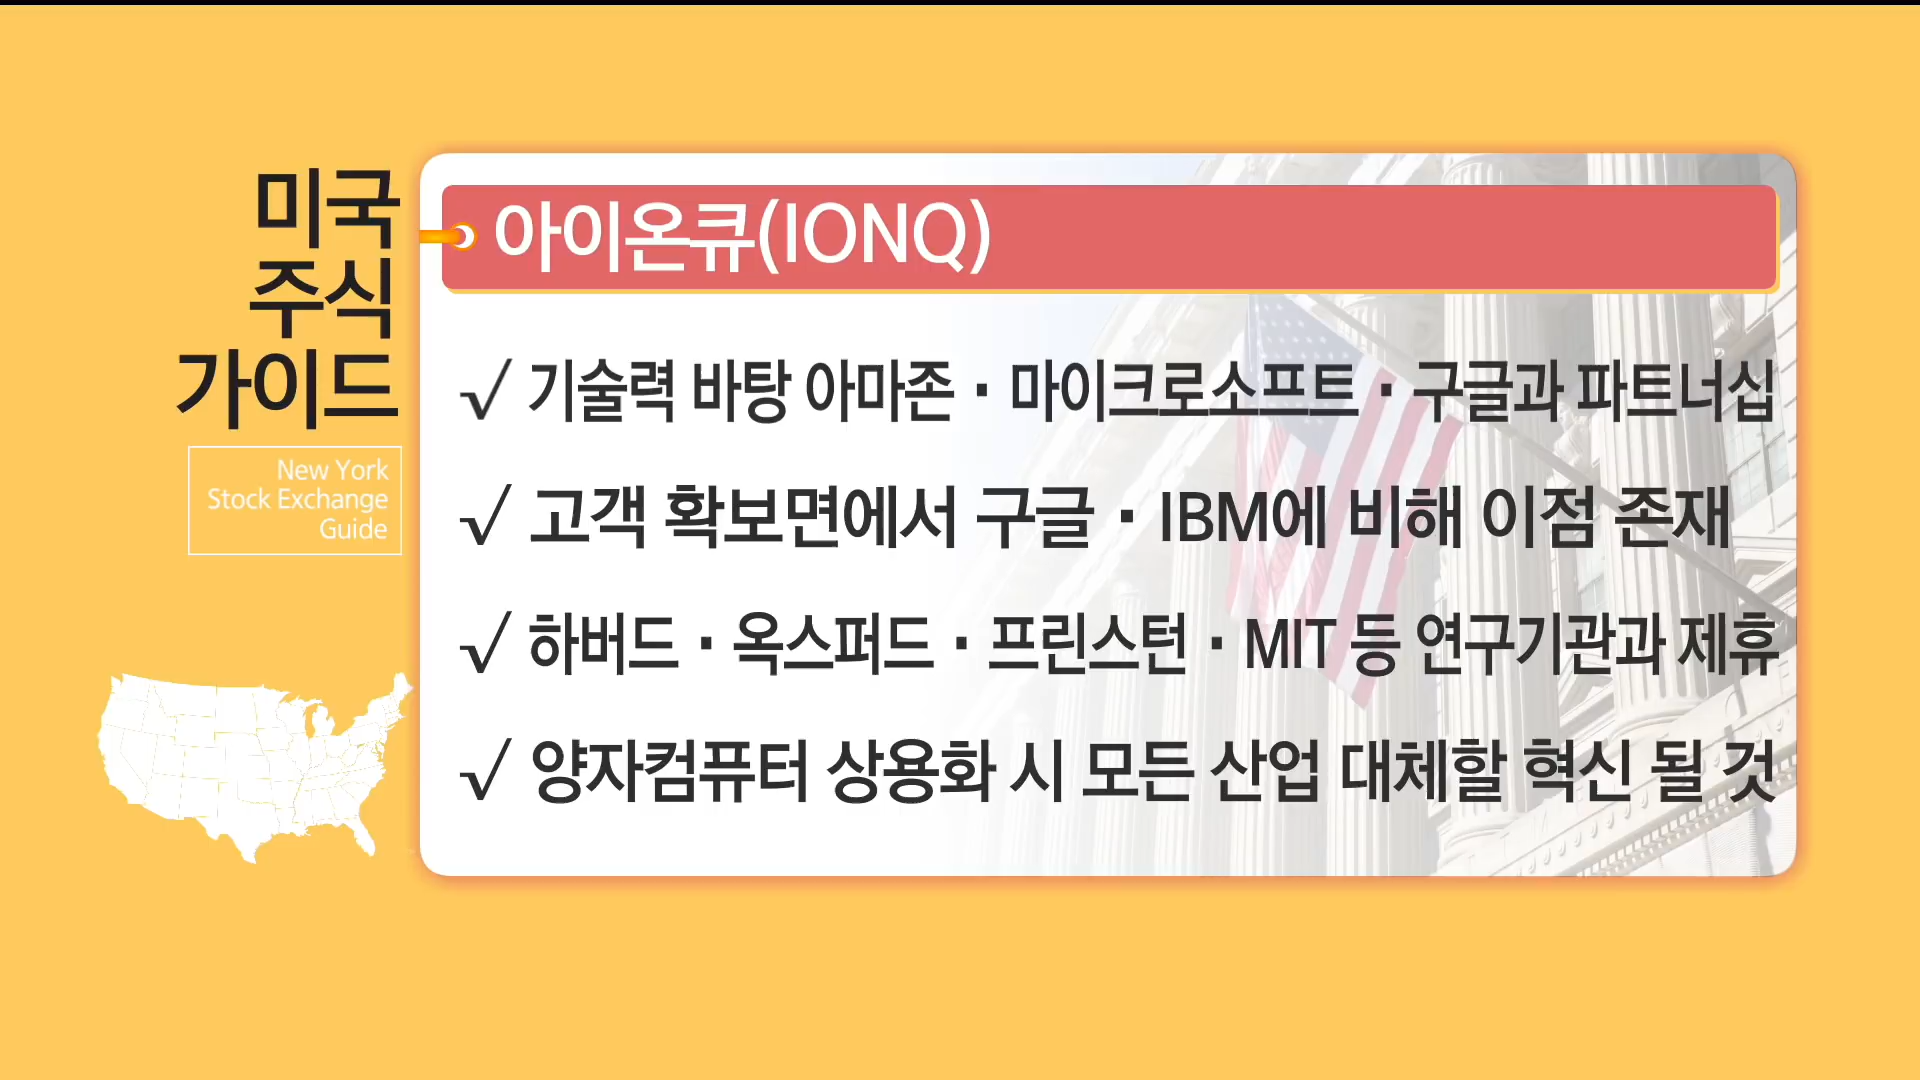 미국
주식
가이드
New York
Stock Exchange
Guide
아이온큐(IONQ)
√ 기술력 바탕 아마존·마이크로소프트·구글과 파트너십
√ 고객 확보면에서 구글·IBM에 비해 이점 존재
√ 하버드·옥스퍼드·프린스턴·MIT 등 연구기관과 제휴
√ 양자컴퓨터 상용화 시 모든 산업 대체할 혁신 될 것